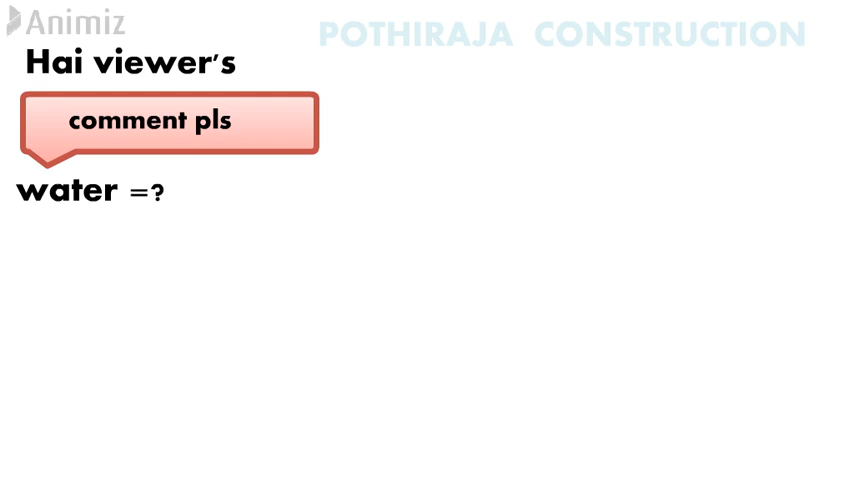 Animiz
POTHIRAJA CONSTRUCTION
Hai viewer's
comment pls
water =?